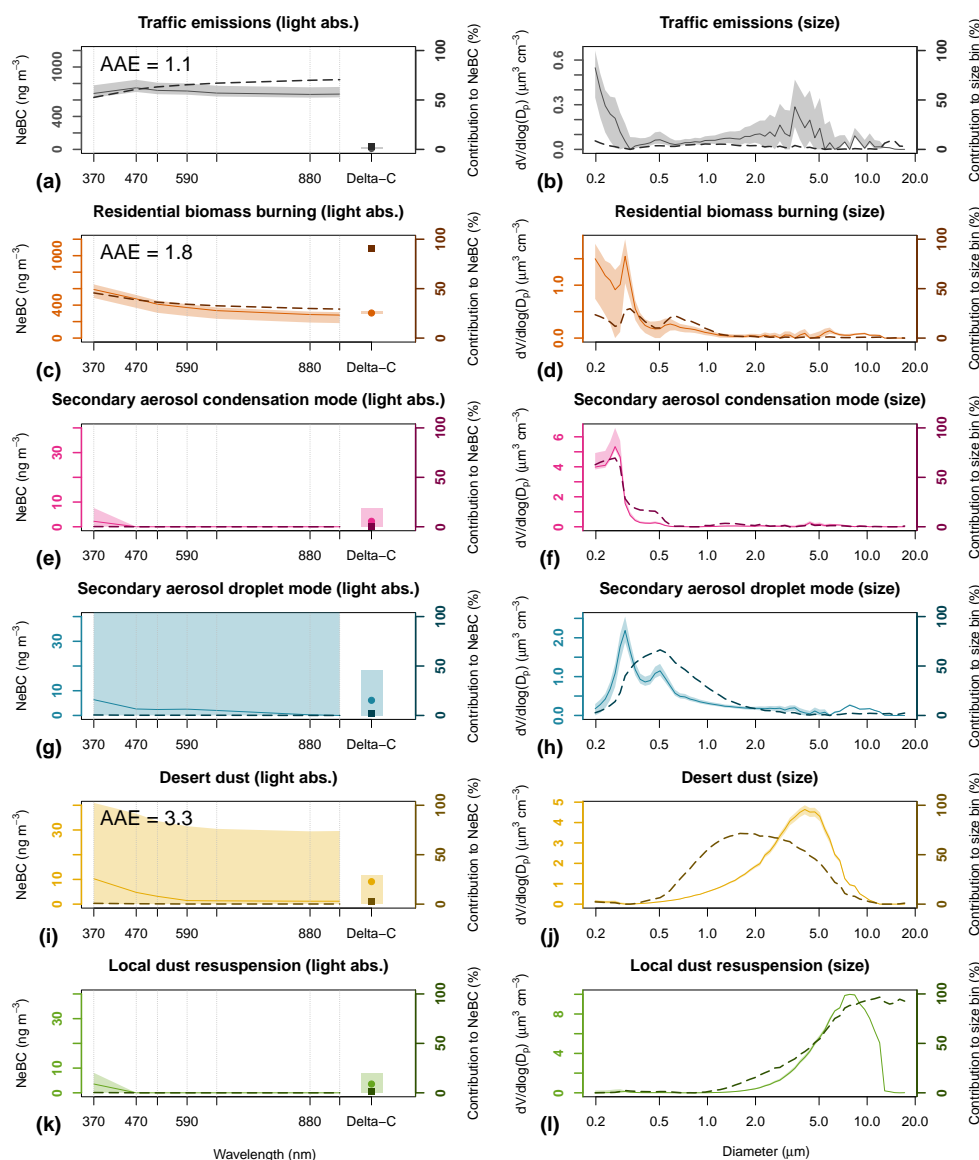 Traffic emissions (light abs.)
NeBC (ng m−3)
0 400 1000
AAE = 1.1
0 50 100
Contribution to NeBC (%)
370 470 590 880 Delta−C
(a)
Traffic emissions (size)
dV/dlog(Dp) (μm3 cm−3)
0.0 0.3 0.6
0 50 100
Contribution to size bin (%)
0.2 0.5 1.0 2.0 5.0 10.0 20.0
(b)
Residential biomass burning (light abs.)
NeBC (ng m−3)
0 400 1000
AAE = 1.8
0 50 100
Contribution to NeBC (%)
370 470 590 880 Delta−C
(c)
Residential biomass burning (size)
dV/dlog(Dp) (μm3 cm−3)
0.0 1.0
0 50 100
Contribution to size bin (%)
0.2 0.5 1.0 2.0 5.0 10.0 20.0
(d)
Secondary aerosol condensation mode (light abs.)
NeBC (ng m−3)
0 10 30
0 50 100
Contribution to NeBC (%)
370 470 590 880 Delta−C
(e)
Secondary aerosol condensation mode (size)
dV/dlog(Dp) (μm3 cm−3)
0 2 4 6
0 50 100
Contribution to size bin (%)
0.2 0.5 1.0 2.0 5.0 10.0 20.0
(f)
Secondary aerosol droplet mode (light abs.)
NeBC (ng m−3)
0 10 30
0 50 100
Contribution to NeBC (%)
370 470 590 880 Delta−C
(g)
Secondary aerosol droplet mode (size)
dV/dlog(Dp) (μm3 cm−3)
0.0 1.0 2.0
0 50 100
Contribution to size bin (%)
0.2 0.5 1.0 2.0 5.0 10.0 20.0
(h)
Desert dust (light abs.)
NeBC (ng m−3)
0 10 30
AAE = 3.3
0 50 100
Contribution to NeBC (%)
370 470 590 880 Delta−C
(i)
Desert dust (size)
dV/dlog(Dp) (μm3 cm−3)
0 1 2 3 4 5
0 50 100
Contribution to size bin (%)
0.2 0.5 1.0 2.0 5.0 10.0 20.0
(j)
Local dust resuspension (light abs.)
NeBC (ng m−3)
0 10 30
0 50 100
Contribution to NeBC (%)
370 470 590 880 Delta−C
(k)
Wavelength (nm)
Local dust resuspension (size)
dV/dlog(Dp) (μm3 cm−3)
0 4 8
0 50 100
Contribution to size bin (%)
0.2 0.5 1.0 2.0 5.0 10.0 20.0
(l)
Diameter (μm)